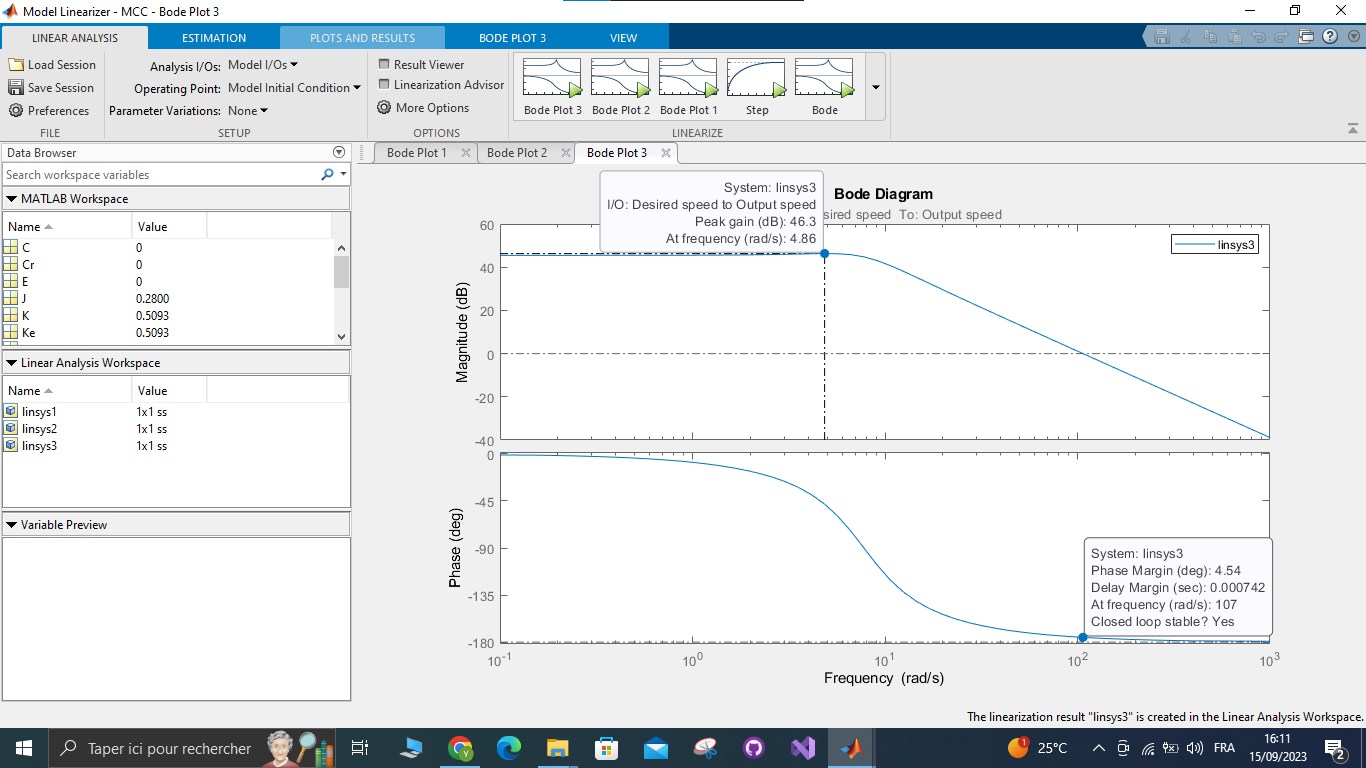 Model Linearizer - MCC - Bode Plot 3
LINEAR ANALYSIS ESTIMATION PLOTS AND RESULTS BODE PLOT 3 VIEW
Load Session
Save Session
Preferences
FILE
Analysis I/Os: Model I/Os
Operating Point: Model Initial Condition
Parameter Variations: None
SETUP
Result Viewer
Linearization Advisor
More Options
OPTIONS
Bode Plot 3 Bode Plot 2 Bode Plot 1 Step Bode
LINEARIZE
Data Browser
Search workspace variables
MATLAB Workspace
Name Value
C 0
Cr 0
E 0
J 0.2800
K 0.5093
Ke 0.5093
Linear Analysis Workspace
Name Value
linsys1 1x1 ss
linsys2 1x1 ss
linsys3 1x1 ss
Variable Preview
Bode Plot 1 Bode Plot 2 Bode Plot 3
Bode Diagram
sired speed To: Output speed
System: linsys3
I/O: Desired speed to Output speed
Peak gain (dB): 46.3
At frequency (rad/s): 4.86
linsys3
Magnitude (dB)
60
40
20
0
-20
-40
Phase (deg)
0
-45
-90
-135
-180
System: linsys3
Phase Margin (deg): 4.54
Delay Margin (sec): 0.000742
At frequency (rad/s): 107
Closed loop stable? Yes
10^-1 10^0 10^1 10^2 10^3
Frequency (rad/s)
The linearization result "linsys3" is created in the Linear Analysis Workspace.
Taper ici pour rechercher
1
25°C
FRA
16:11
15/09/2023
2